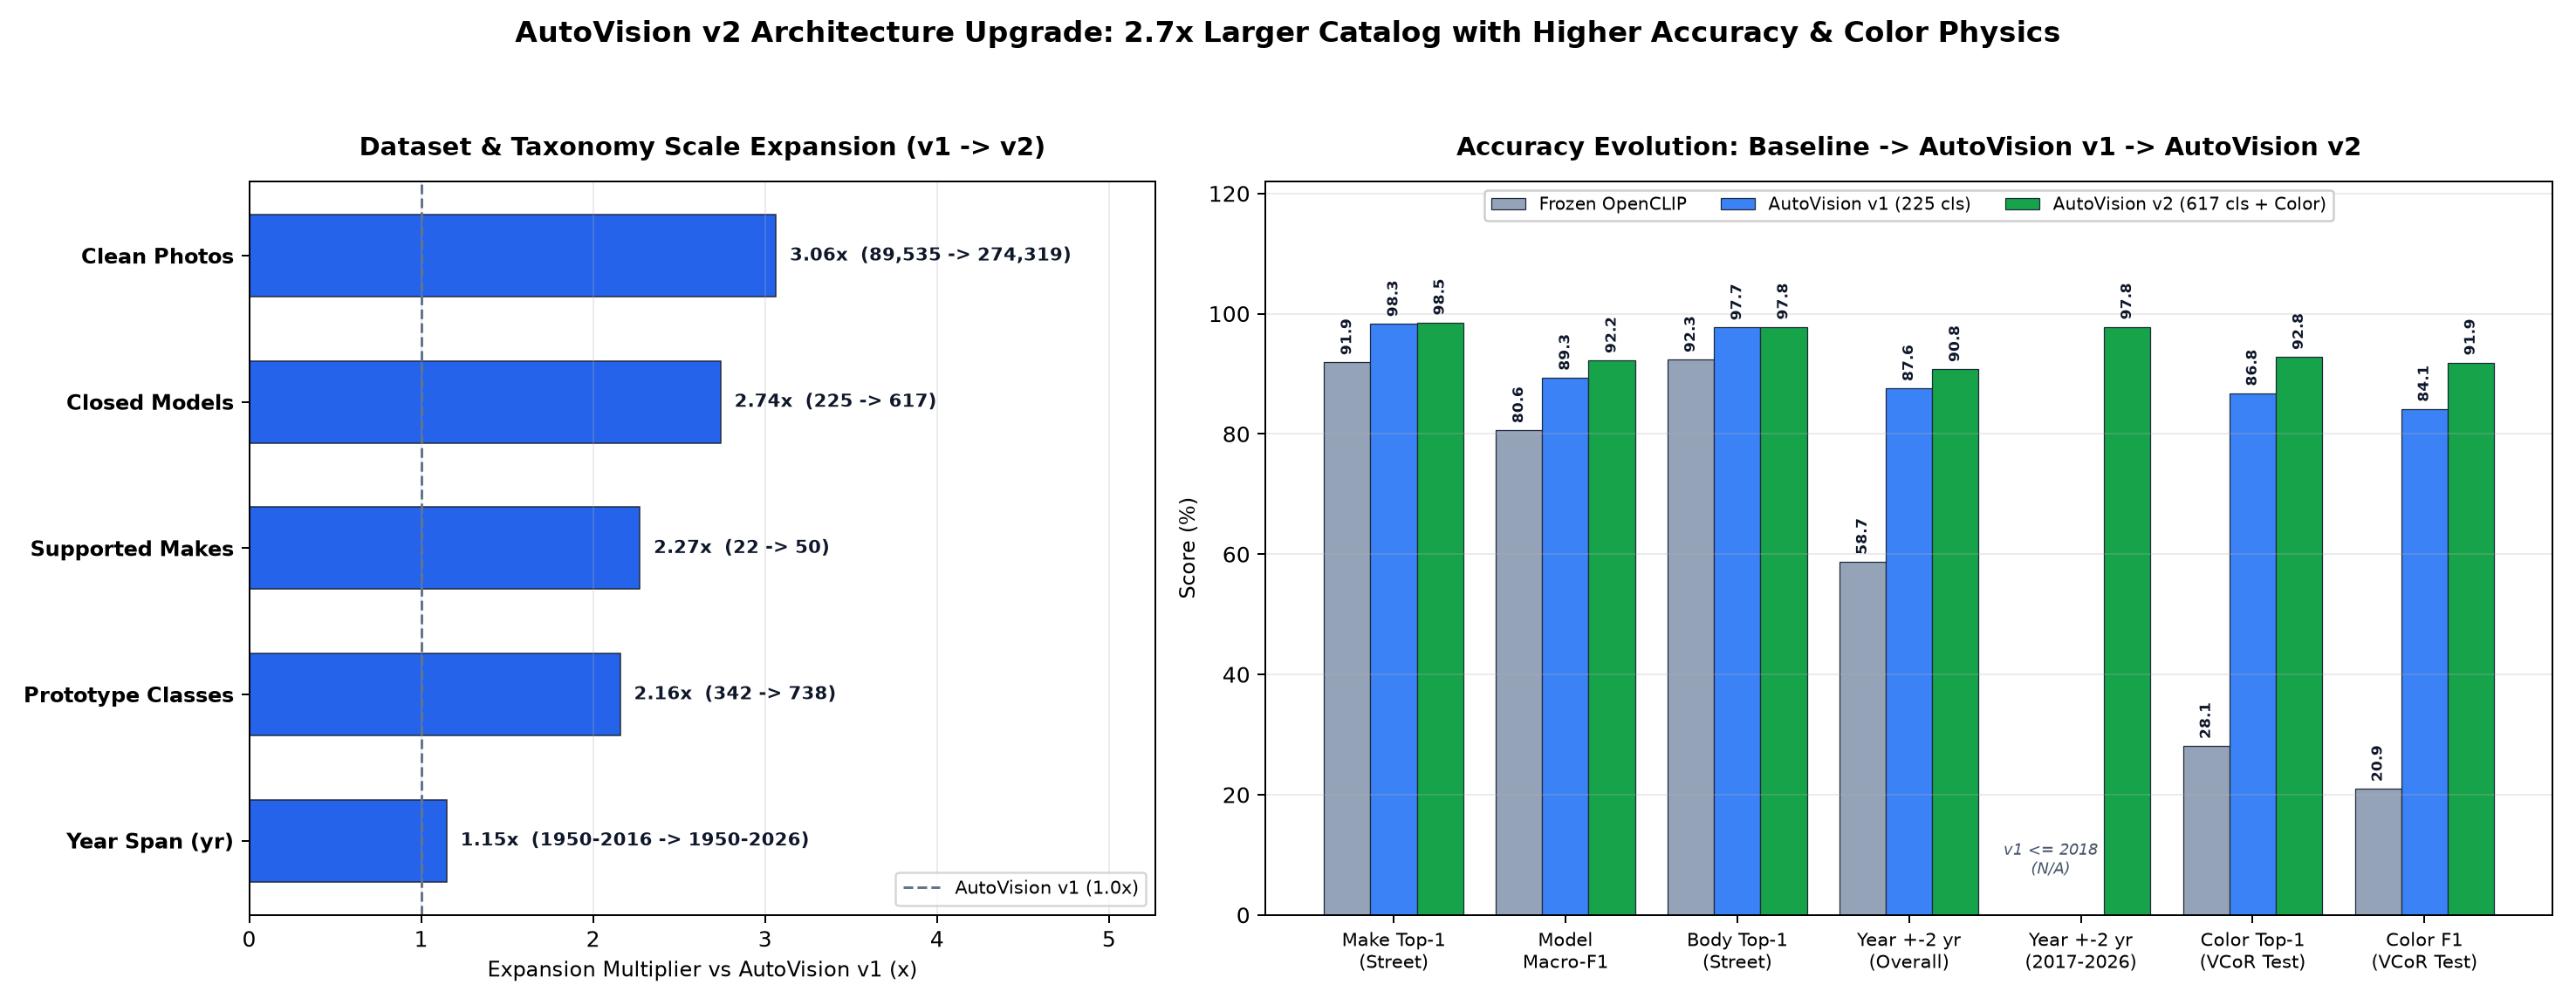 AutoVision v2 Architecture Upgrade: 2.7x Larger Catalog with Higher Accuracy & Color Physics
Dataset & Taxonomy Scale Expansion (v1 -> v2)
Clean Photos
3.06x (89,535 -> 274,319)
Closed Models
2.74x (225 -> 617)
Supported Makes
2.27x (22 -> 50)
Prototype Classes
2.16x (342 -> 738)
Year Span (yr)
1.15x (1950-2016 -> 1950-2026)
AutoVision v1 (1.0x)
0 1 2 3 4 5
Expansion Multiplier vs AutoVision v1 (x)
Accuracy Evolution: Baseline -> AutoVision v1 -> AutoVision v2
Frozen OpenCLIP
AutoVision v1 (225 cls)
AutoVision v2 (617 cls + Color)
Score (%)
120
100
80
60
40
20
0
91.9 98.3 98.5
80.6 89.3 92.2
92.3 97.7 97.8
58.7 87.6 90.8
v1 <= 2018
(N/A)
97.8
28.1 86.8 92.8
20.9 84.1 91.9
Make Top-1
(Street)
Model
Macro-F1
Body Top-1
(Street)
Year +-2 yr
(Overall)
Year +-2 yr
(2017-2026)
Color Top-1
(VCoR Test)
Color F1
(VCoR Test)